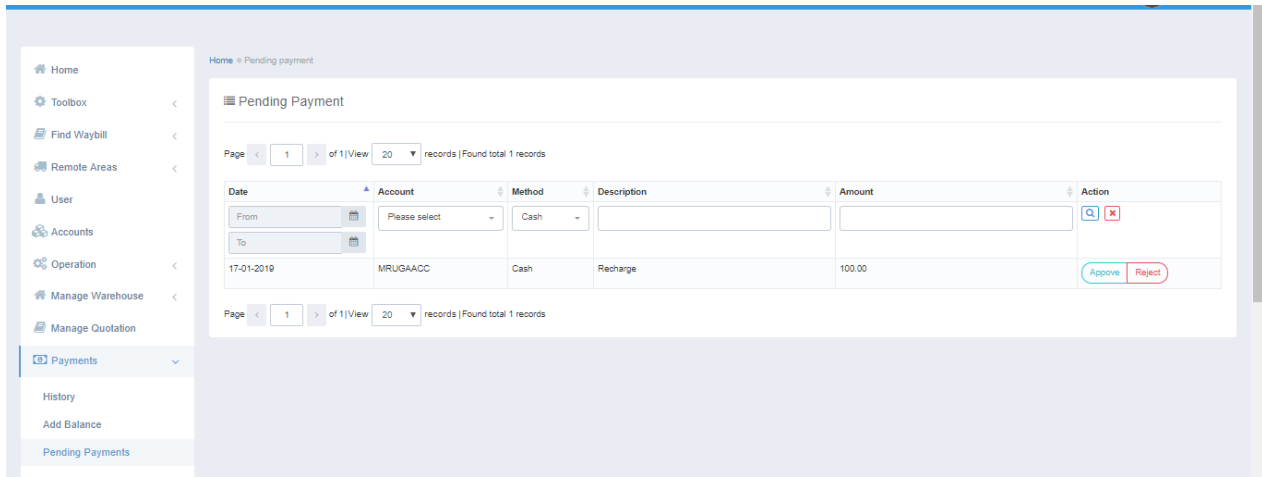 Home
Toolbox
Find Waybill
Remote Areas
User
Accounts
Operation
Manage Warehouse
Manage Quotation
Payments
History
Add Balance
Pending Payments
Home Pending payment
Pending Payment
Page 1 of 1|View 20 records |Found total 1 records
Date Account Method Description Amount Action
From Please select Cash
To
17-01-2019 MRUGAACC Cash Recharge 100.00 Appove Reject
Page 1 of 1|View 20 records |Found total 1 records